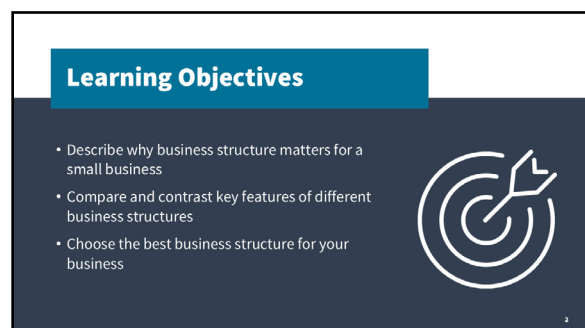 Learning Objectives
• Describe why business structure matters for a
small business
• Compare and contrast key features of different
business structures
• Choose the best business structure for your
business
2